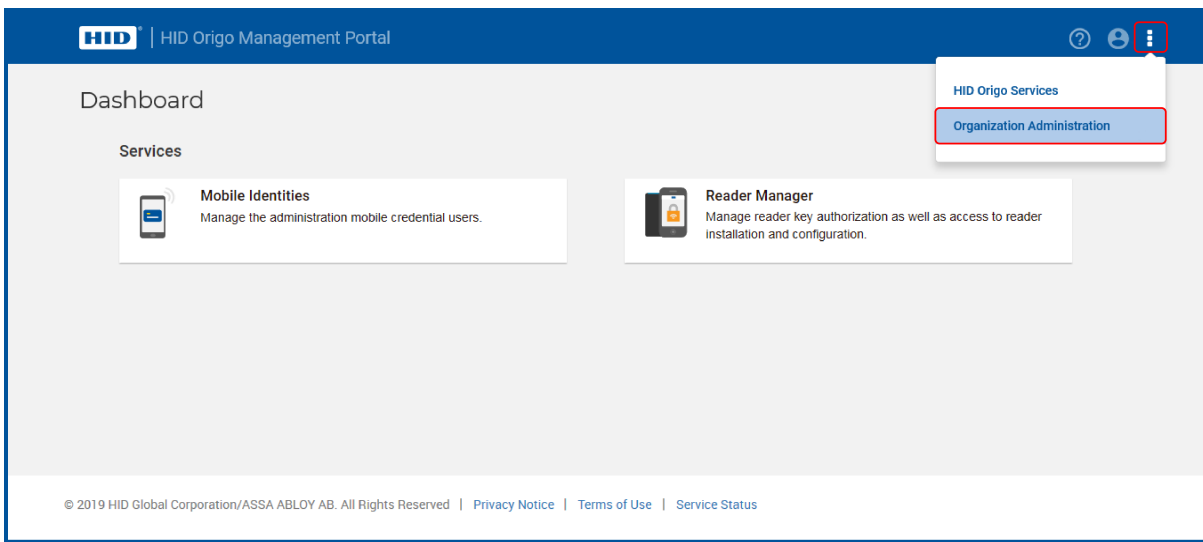 HID | HID Origo Management Portal
HID Origo Services
Organization Administration
Dashboard
Services
Mobile Identities
Manage the administration mobile credential users.
Reader Manager
Manage reader key authorization as well as access to reader
installation and configuration.
© 2019 HID Global Corporation/ASSA ABLOY AB. All Rights Reserved | Privacy Notice | Terms of Use | Service Status